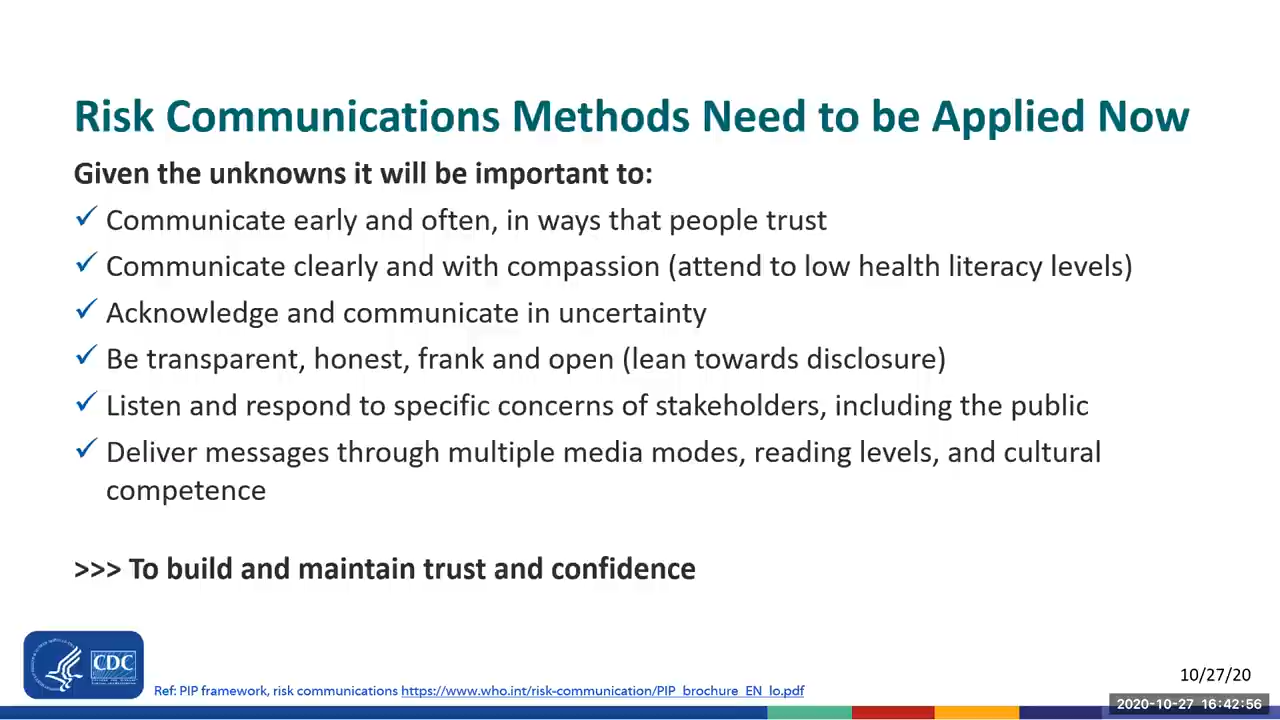 Risk Communications Methods Need to be Applied Now
Given the unknowns it will be important to:
✓ Communicate early and often, in ways that people trust
✓ Communicate clearly and with compassion (attend to low health literacy levels)
✓ Acknowledge and communicate in uncertainty
✓ Be transparent, honest, frank and open (lean towards disclosure)
✓ Listen and respond to specific concerns of stakeholders, including the public
✓ Deliver messages through multiple media modes, reading levels, and cultural
competence
>>> To build and maintain trust and confidence
CDC
Ref: PIP framework, risk communications https://www.who.int/risk-communication/PIP_brochure_EN_lo.pdf
10/27/20
2020-10-27 16:42:56